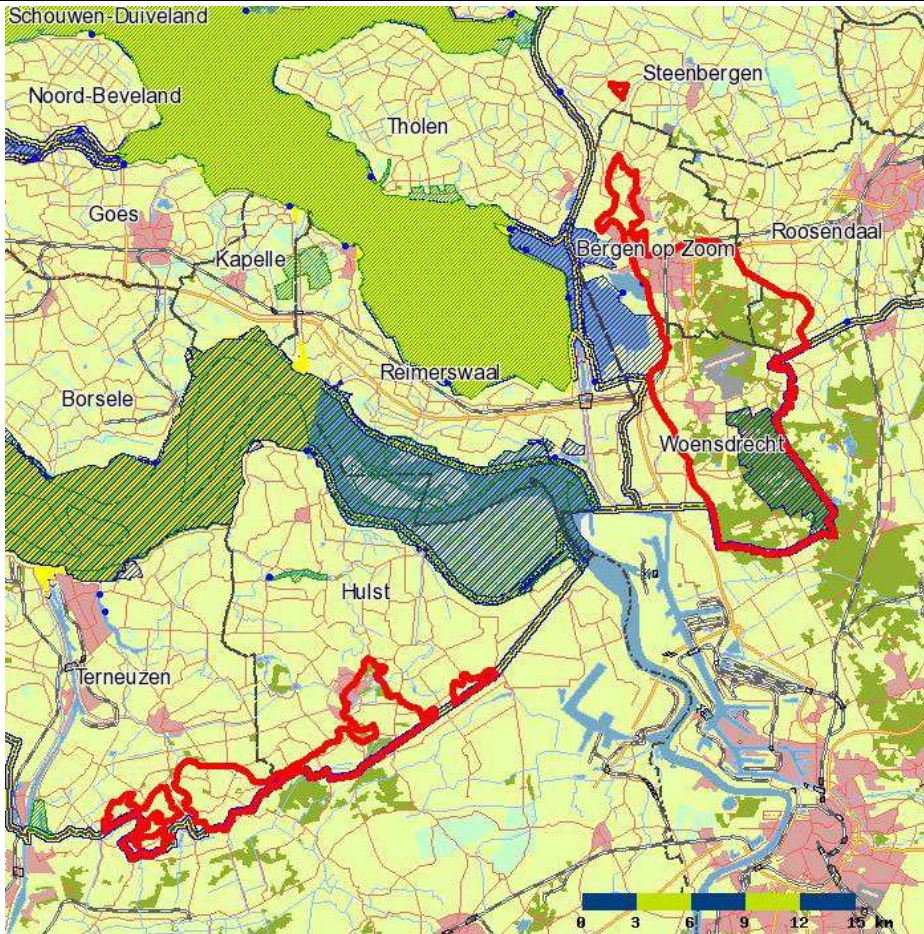 Schouwen-Duiveland
Steenbergen
Noord-Beveland
Tholen
Goes
Roosendaal
Bergen op Zoom
Kapelle
Reimerswaal
Borsele
Woensdrecht
Hulst
Terneuzen
0 3 6 9 12 15 km